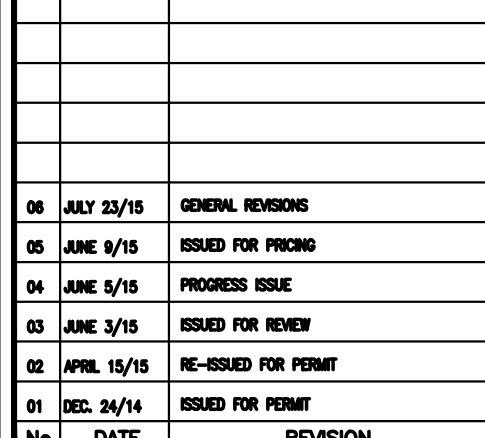 06 JULY 23/15 GENERAL REVISIONS
05 JUNE 9/15 ISSUED FOR PRICING
04 JUNE 5/15 PROGRESS ISSUE
03 JUNE 3/15 ISSUED FOR REVIEW
02 APRIL 15/15 RE-ISSUED FOR PERMIT
01 DEC. 24/14 ISSUED FOR PERMIT
No DATE REVISION